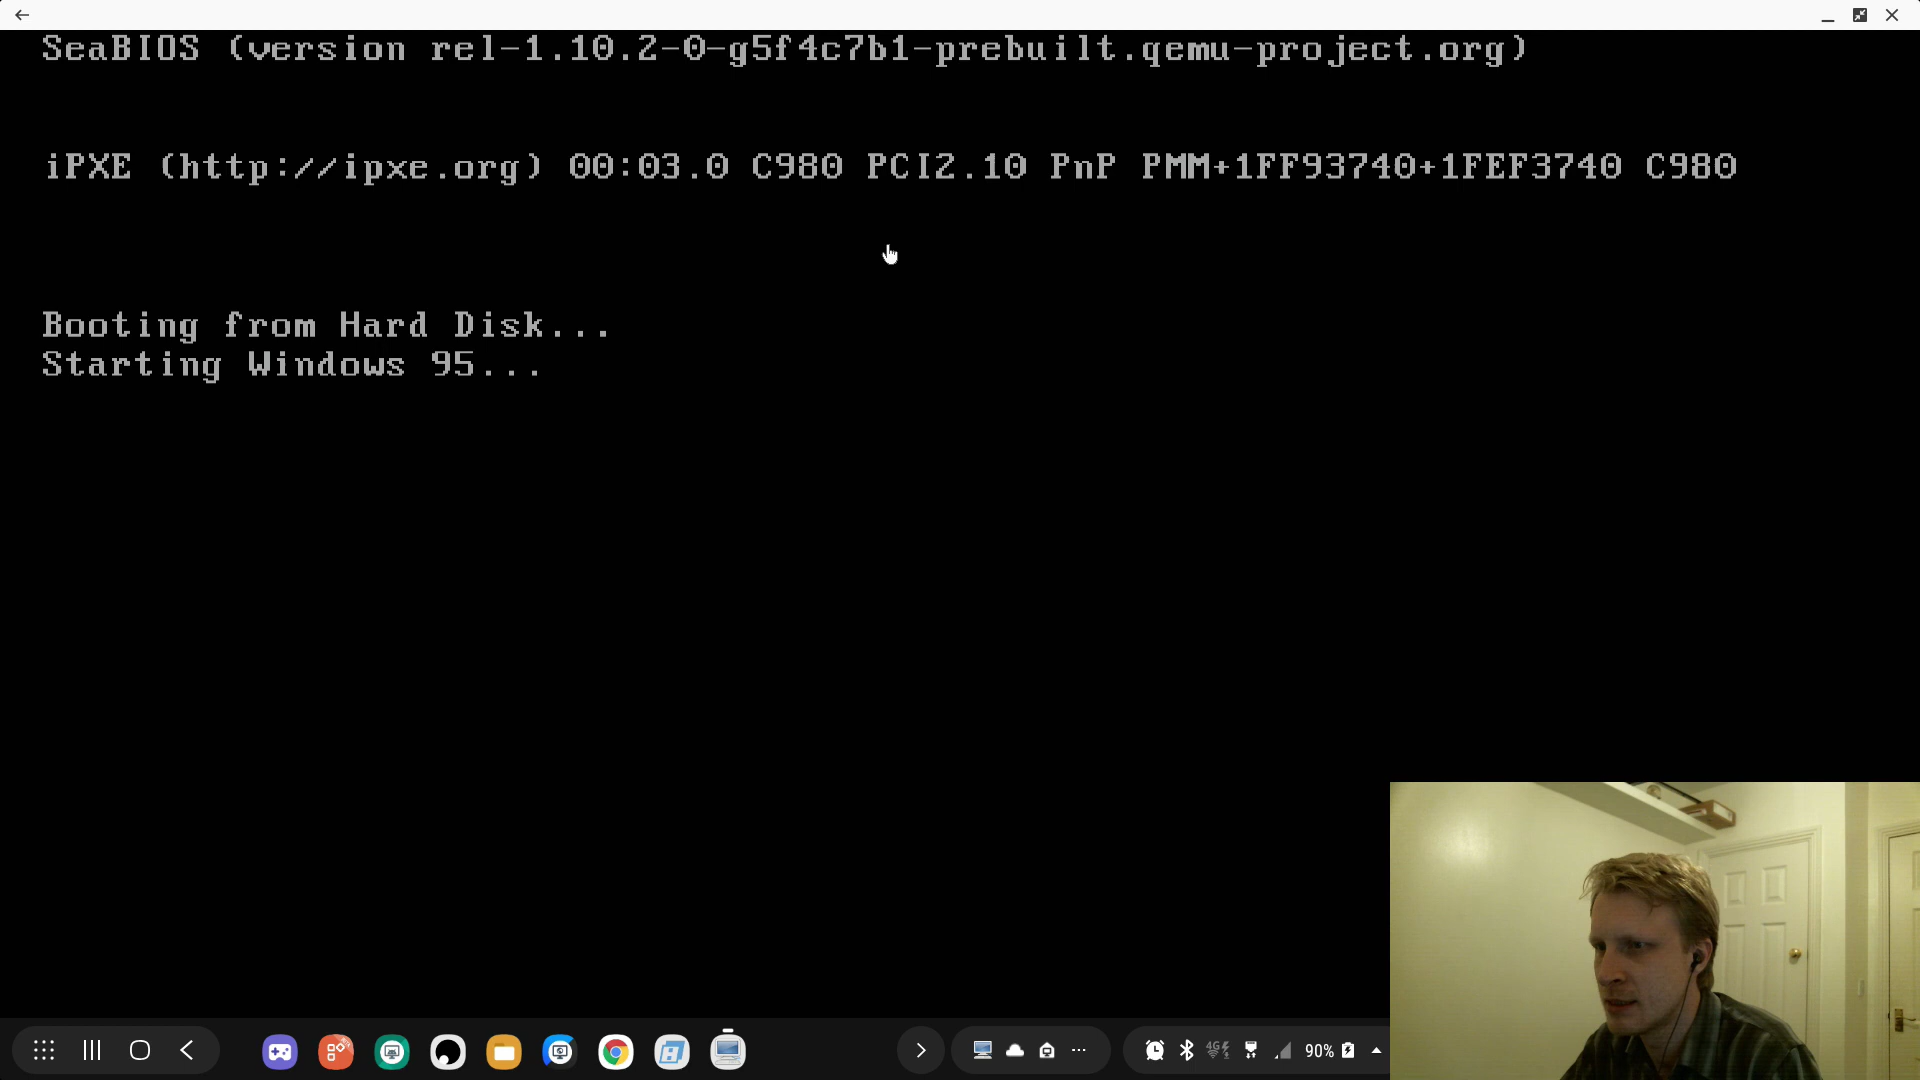 SeaBIOS (version rel-1.10.2-0-g5f4c7b1-prebuilt.qemu-project.org)
iPXE (http://ipxe.org) 00:03.0 C980 PCI2.10 PnP PMM+1FF93740+1FEF3740 C980
Booting from Hard Disk...
Starting Windows 95...
4G 90%